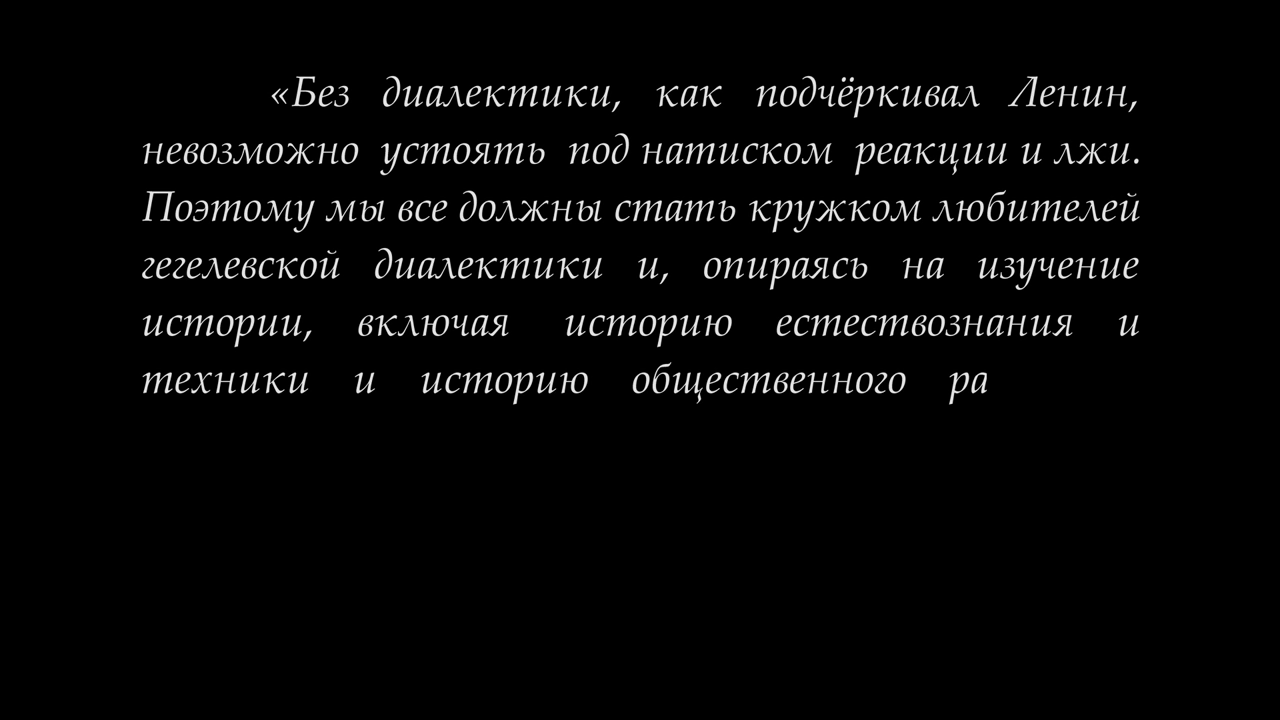 «Без диалектики, как подчёркивал Ленин,
невозможно устоять под натиском реакции и лжи.
Поэтому мы все должны стать кружком любителей
гегелевской диалектики и, опираясь на изучение
истории, включая историю естествознания и
техники и историю общественного ра